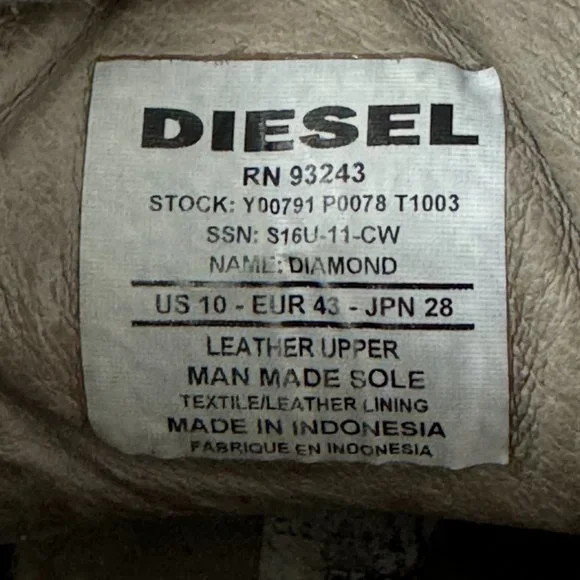 DIESEL
RN 93243
STOCK: Y00791 P0078 T1003
SSN: S16U-11-CW
NAME: DIAMOND
US 10 - EUR 43 - JPN 28
LEATHER UPPER
MAN MADE SOLE
TEXTILE/LEATHER LINING
MADE IN INDONESIA
FABRIQUE EN INDONESIA